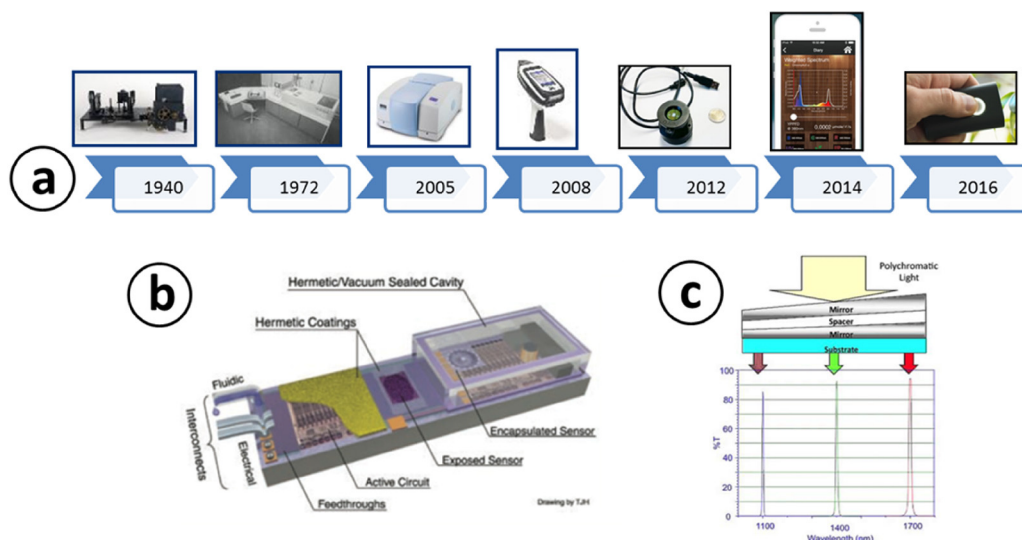 a
1940
1972
2005
2008
2012
2014
2016
b
Hermetic/Vacuum Sealed Cavity
Hermetic Coatings
Fluidic
Interconnects
Electrical
Encapsulated Sensor
Exposed Sensor
Active Circuit
Feedthroughs
Drawing by TJH
c
Polychromatic
Light
Mirror
Spacer
Mirror
Substrate
%T
100
80
60
40
20
0
1100
1400
1700
Wavelength (nm)